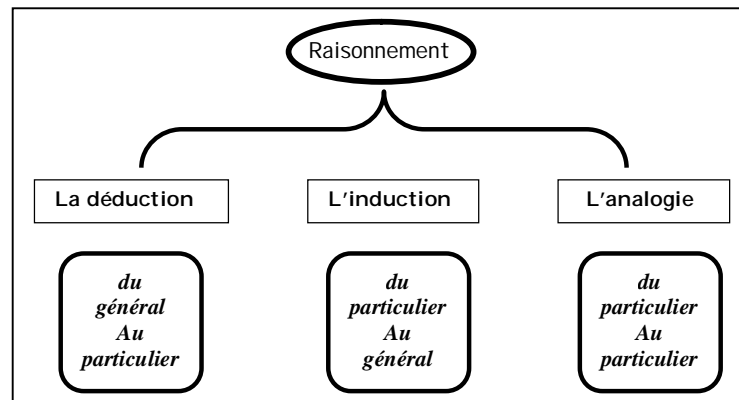 Raisonnement
La déduction
L'induction
L'analogie
du
général
Au
particulier
du
particulier
Au
général
du
particulier
Au
particulier